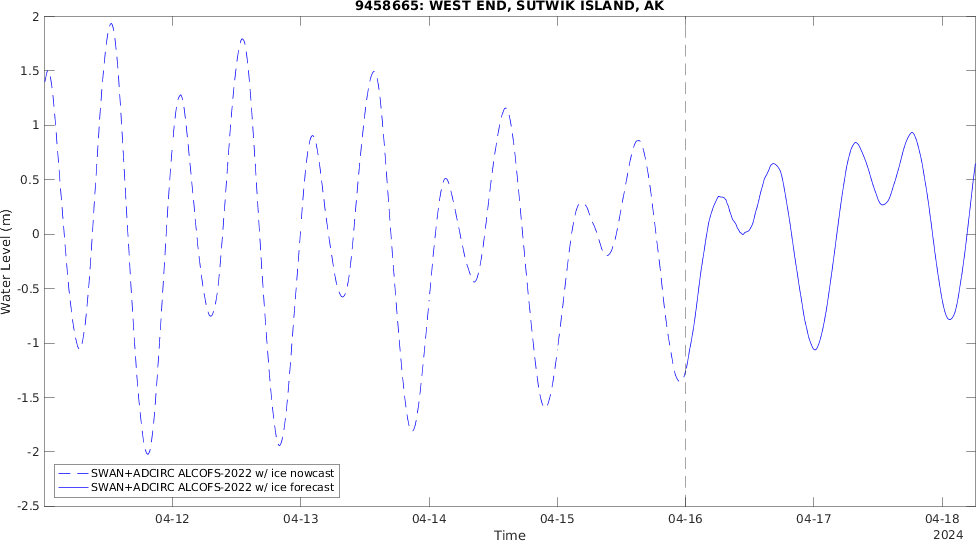 9458665: WEST END, SUTWIK ISLAND, AK
Water Level (m)
2
1.5
1
0.5
0
-0.5
-1
-1.5
-2
-2.5
SWAN+ADCIRC ALCOFS-2022 w/ ice nowcast
SWAN+ADCIRC ALCOFS-2022 w/ ice forecast
04-12 04-13 04-14 04-15 04-16 04-17 04-18
2024
Time